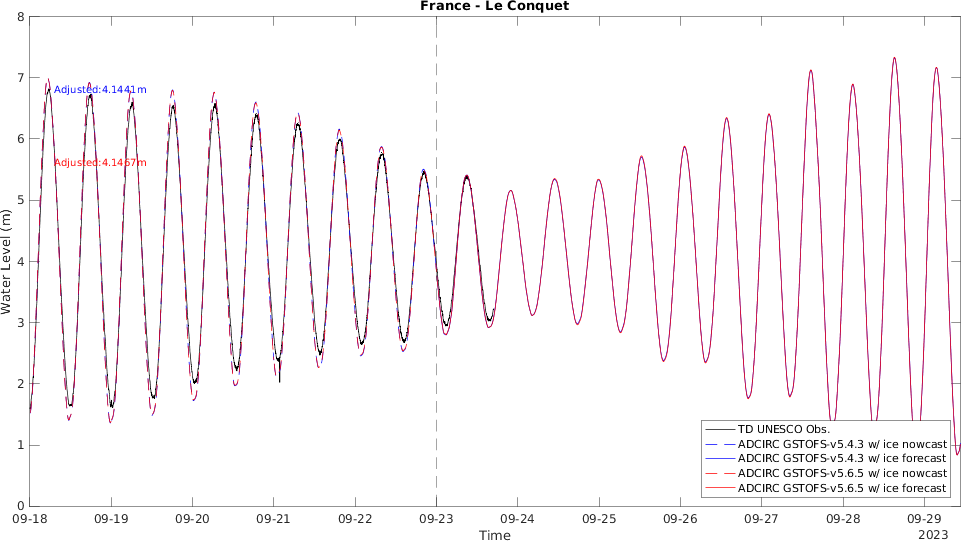 France - Le Conquet
8
7
6
5
4
3
2
1
0
Water Level (m)
Adjusted:4.1441m
Adjusted:4.1467m
TD UNESCO Obs.
ADCIRC GSTOFS-v5.4.3 w/ ice nowcast
ADCIRC GSTOFS-v5.4.3 w/ ice forecast
ADCIRC GSTOFS-v5.6.5 w/ ice nowcast
ADCIRC GSTOFS-v5.6.5 w/ ice forecast
09-18 09-19 09-20 09-21 09-22 09-23 09-24 09-25 09-26 09-27 09-28 09-29
Time
2023